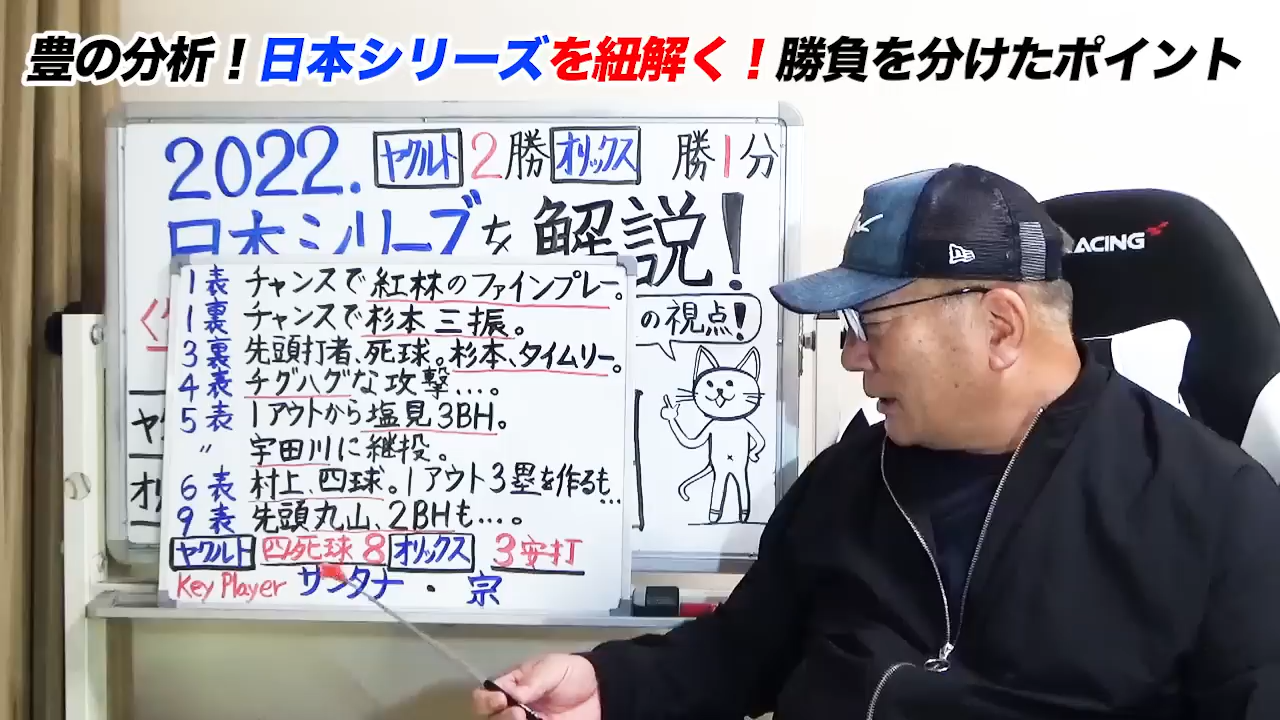 豊の分析！日本シリーズを紐解く！勝負を分けたポイント
2022. ヤクルト 2勝 オリックス 勝1分
日本シリーズを解説！
の視点！
1表 チャンスで紅林のファインプレー。
1裏 チャンスで杉本三振。
3裏 先頭打者、死球。杉本、タイムリー。
4表 チグハグな攻撃…。
5表 1アウトから塩見3BH。
〃 宇田川に継投。
6表 村上、四球。1アウト3塁を作るも…
9表 先頭丸山、2BHも…。
ヤクルト 四死球8 オリックス 3安打
Key Player サンタナ・宗
ヤ
オリ
RACING